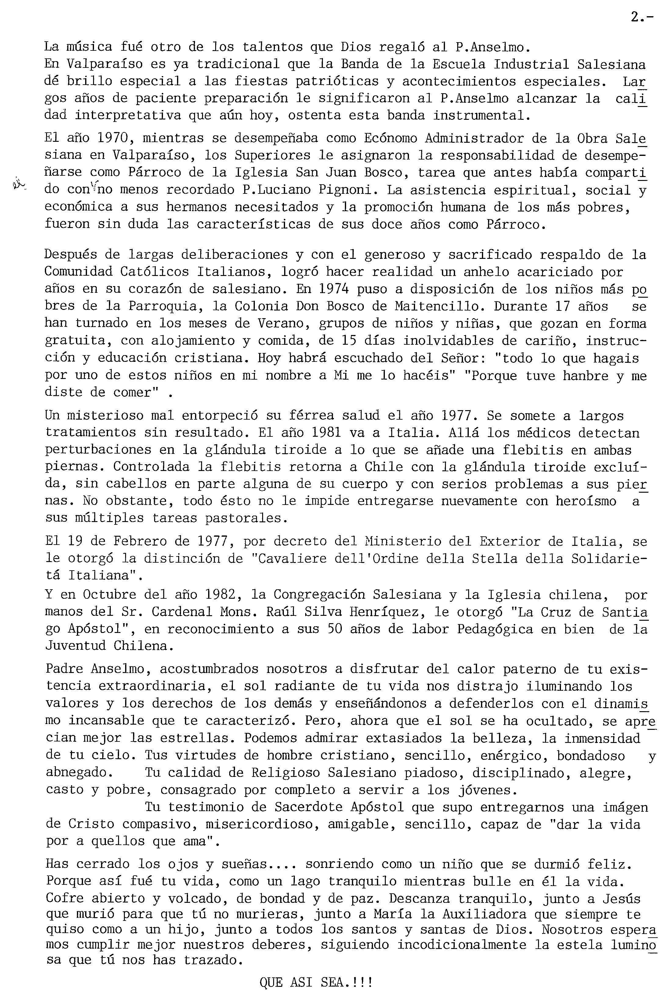 2.-
La música fué otro de los talentos que Dios regaló al P.Anselmo.
En Valparaíso es ya tradicional que la Banda de la Escuela Industrial Salesiana
dé brillo especial a las fiestas patrióticas y acontecimientos especiales. Lar
gos años de paciente preparación le significaron al P.Anselmo alcanzar la cali
dad interpretativa que aún hoy, ostenta esta banda instrumental.
El año 1970, mientras se desempeñaba como Ecónomo Administrador de la Obra Sale
siana en Valparaíso, los Superiores le asignaron la responsabilidad de desempe-
ñarse como Párroco de la Iglesia San Juan Bosco, tarea que antes había comparti
el
do con no menos recordado P.Luciano Pignoni. La asistencia espiritual, social y
económica a sus hermanos necesitados y la promoción humana de los más pobres,
fueron sin duda las características de sus doce años como Párroco.
Después de largas deliberaciones y con el generoso y sacrificado respaldo de la
Comunidad Católicos Italianos, logró hacer realidad un anhelo acariciado por
años en su corazón de salesiano. En 1974 puso a disposición de los niños más po
bres de la Parroquia, la Colonia Don Bosco de Maitencillo. Durante 17 años se
han turnado en los meses de Verano, grupos de niños y niñas, que gozan en forma
gratuita, con alojamiento y comida, de 15 días inolvidables de cariño, instruc-
ción y educación cristiana. Hoy habrá escuchado del Señor: "todo lo que hagais
por uno de estos niños en mi nombre a Mi me lo hacéis" "Porque tuve hanbre y me
diste de comer" .
Un misterioso mal entorpeció su férrea salud el año 1977. Se somete a largos
tratamientos sin resultado. El año 1981 va a Italia. Allá los médicos detectan
perturbaciones en la glándula tiroide a lo que se añade una flebitis en ambas
piernas. Controlada la flebitis retorna a Chile con la glándula tiroide excluí-
da, sin cabellos en parte alguna de su cuerpo y con serios problemas a sus pier
nas. No obstante, todo ésto no le impide entregarse nuevamente con heroísmo a
sus múltiples tareas pastorales.
El 19 de Febrero de 1977, por decreto del Ministerio del Exterior de Italia, se
le otorgó la distinción de "Cavaliere dell'Ordine della Stella della Solidarie-
tá Italiana".
Y en Octubre del año 1982, la Congregación Salesiana y la Iglesia chilena, por
manos del Sr. Cardenal Mons. Raúl Silva Henríquez, le otorgó "La Cruz de Santia
go Apóstol", en reconocimiento a sus 50 años de labor Pedagógica en bien de la
Juventud Chilena.
Padre Anselmo, acostumbrados nosotros a disfrutar del calor paterno de tu exis-
tencia extraordinaria, el sol radiante de tu vida nos distrajo iluminando los
valores y los derechos de los demás y enseñándonos a defenderlos con el dinamis
mo incansable que te caracterizó. Pero, ahora que el sol se ha ocultado, se apre
cian mejor las estrellas. Podemos admirar extasiados la belleza, la inmensidad
de tu cielo. Tus virtudes de hombre cristiano, sencillo, enérgico, bondadoso y
abnegado. Tu calidad de Religioso Salesiano piadoso, disciplinado, alegre,
casto y pobre, consagrado por completo a servir a los jóvenes.
Tu testimonio de Sacerdote Apóstol que supo entregarnos una imágen
de Cristo compasivo, misericordioso, amigable, sencillo, capaz de "dar la vida
por a quellos que ama".
Has cerrado los ojos y sueñas.... sonriendo como un niño que se durmió feliz.
Porque así fué tu vida, como un lago tranquilo mientras bulle en él la vida.
Cofre abierto y volcado, de bondad y de paz. Descanza tranquilo, junto a Jesús
que murió para que tú no murieras, junto a María la Auxiliadora que siempre te
quiso como a un hijo, junto a todos los santos y santas de Dios. Nosotros espera
mos cumplir mejor nuestros deberes, siguiendo incodicionalmente la estela lumino
sa que tú nos has trazado.
QUE ASI SEA.!!!